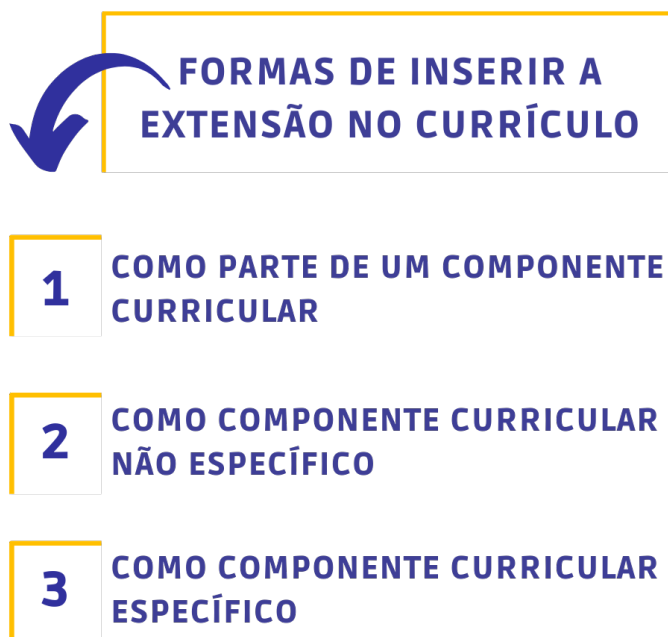 FORMAS DE INSERIR A
EXTENSÃO NO CURRÍCULO
1
COMO PARTE DE UM COMPONENTE
CURRICULAR
2
COMO COMPONENTE CURRICULAR
NÃO ESPECÍFICO
3
COMO COMPONENTE CURRICULAR
ESPECÍFICO